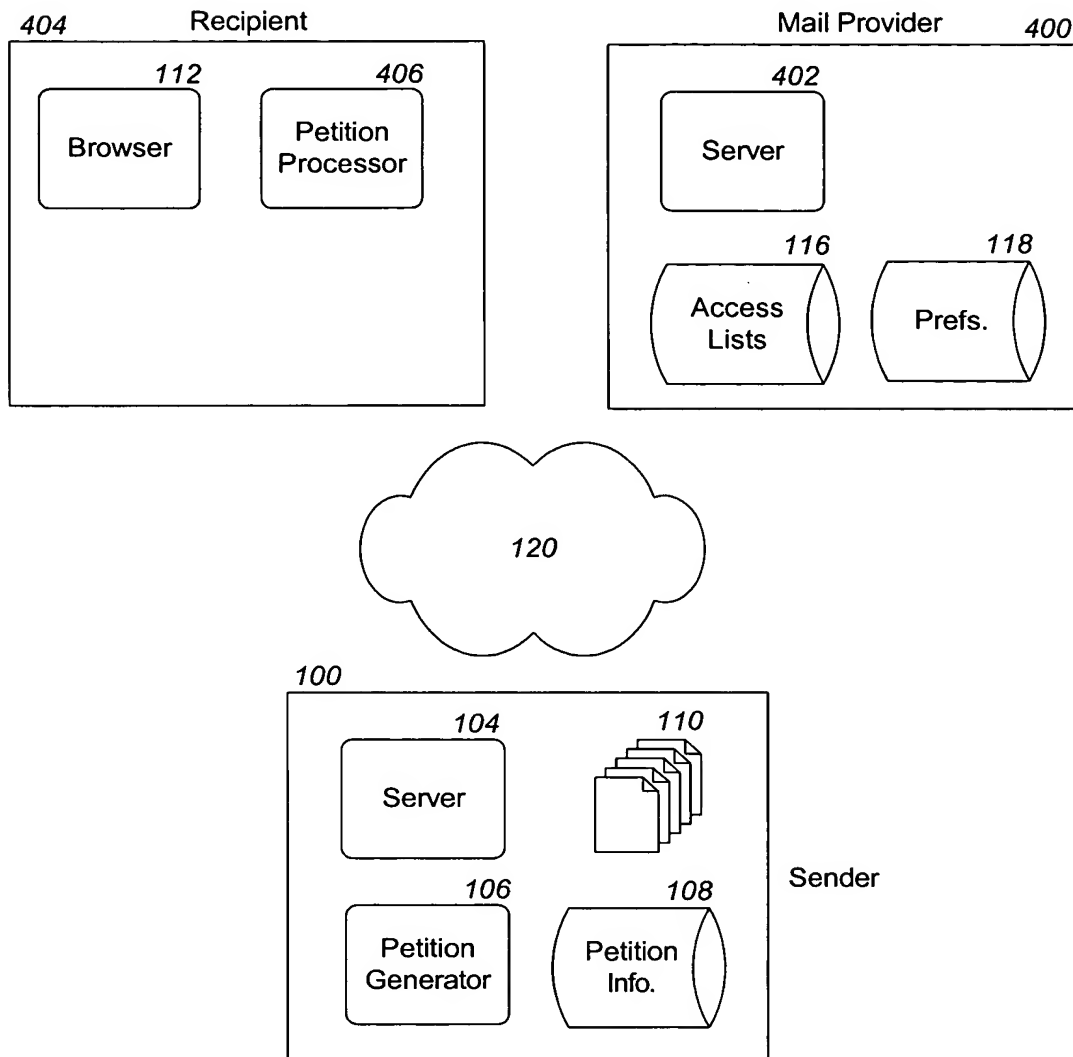 404
Recipient
112
Browser
406
Petition
Processor
Mail Provider
400
402
Server
116
Access
Lists
118
Prefs.
120
100
104
Server
110
106
Petition
Generator
108
Petition
Info.
Sender